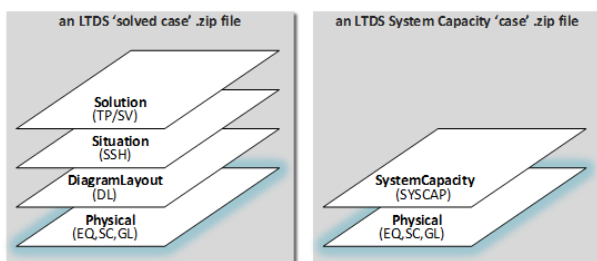 an LTDS 'solved case' .zip file
Solution
(TP/SV)
Situation
(SSH)
DiagramLayout
(DL)
Physical
(EQ,SC,GL)
an LTDS System Capacity 'case' .zip file
SystemCapacity
(SYSCAP)
Physical
(EQ,SC,GL)